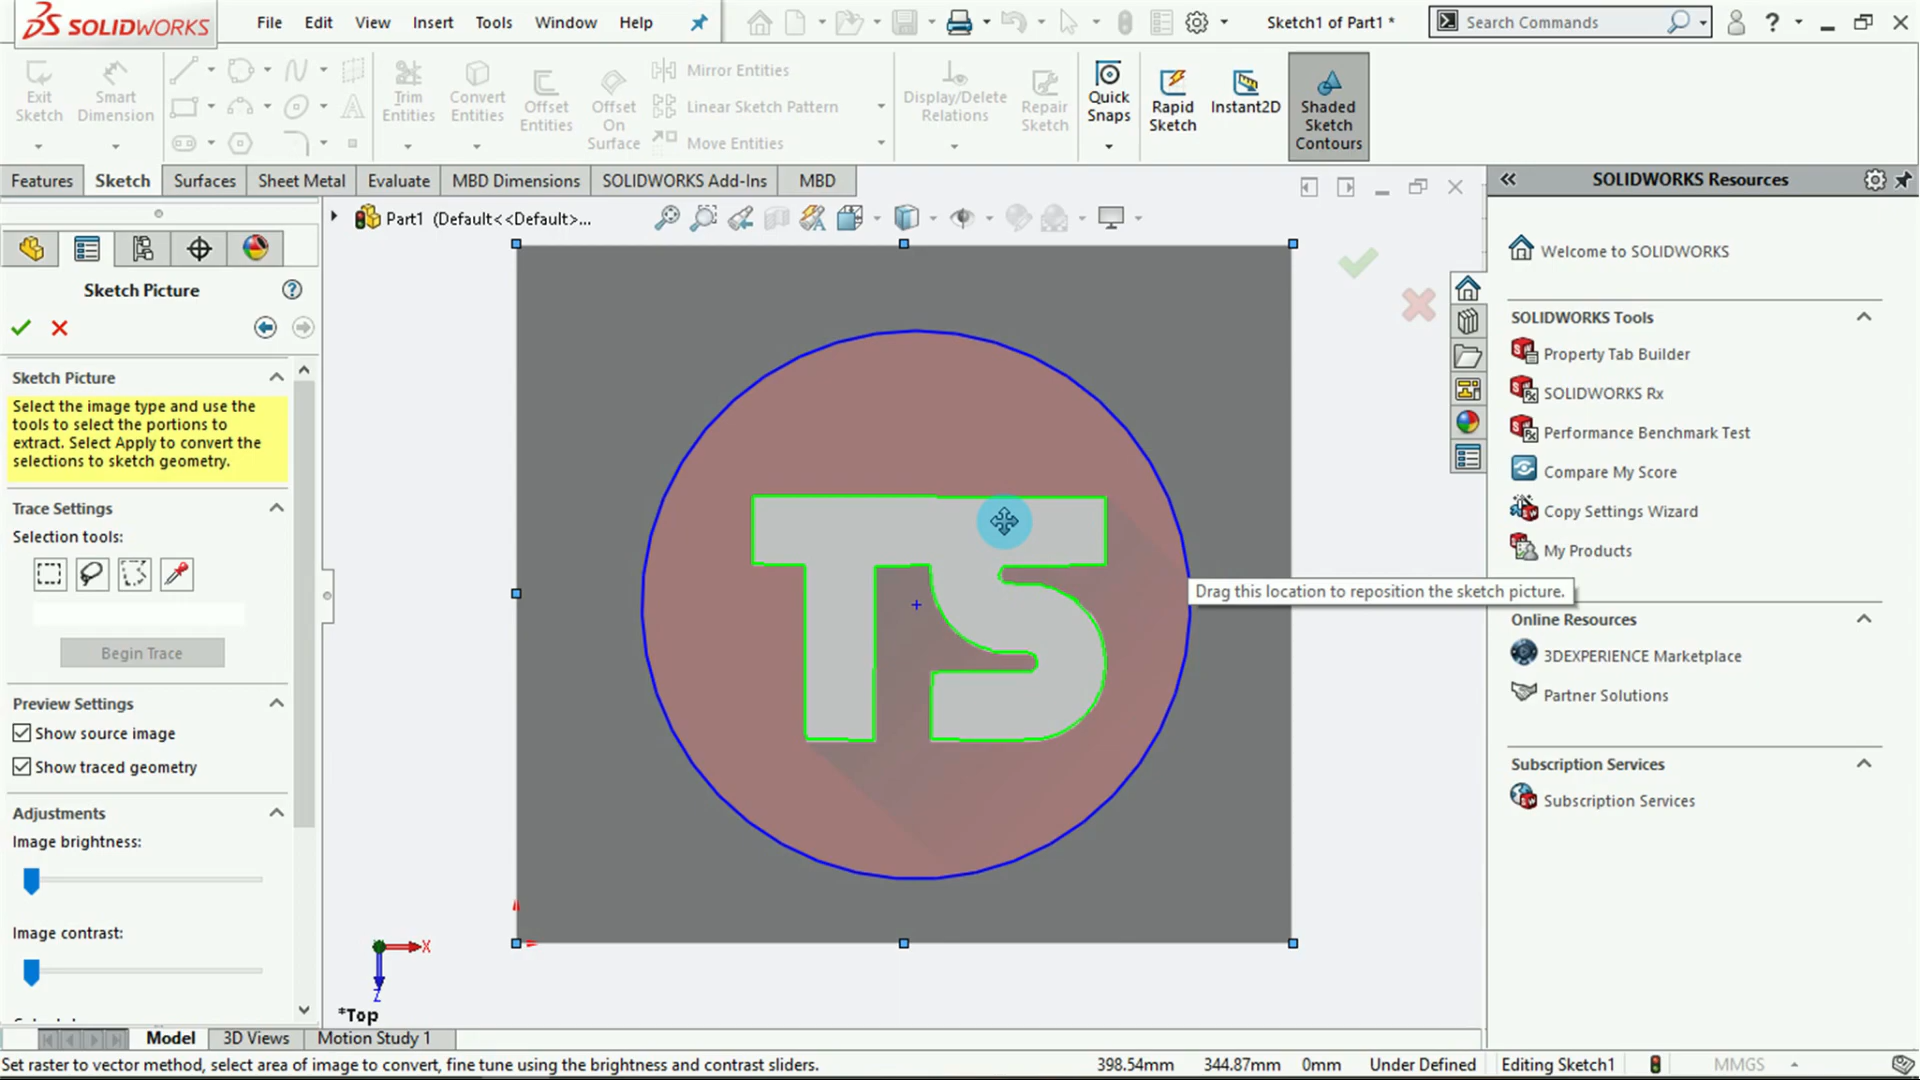 SOLIDWORKS
File Edit View Insert Tools Window Help
Sketch1 of Part1 *
Search Commands
Exit Sketch
Smart Dimension
Trim Entities
Convert Entities
Offset Entities
Offset On Surface
Mirror Entities
Linear Sketch Pattern
Move Entities
Display/Delete Relations
Repair Sketch
Quick Snaps
Rapid Sketch
Instant2D
Shaded Sketch Contours
Features Sketch Surfaces Sheet Metal Evaluate MBD Dimensions SOLIDWORKS Add-Ins MBD
Part1 (Default<<Default>...
Sketch Picture
Sketch Picture
Select the image type and use the
tools to select the portions to
extract. Select Apply to convert the
selections to sketch geometry.
Trace Settings
Selection tools:
Begin Trace
Preview Settings
Show source image
Show traced geometry
Adjustments
Image brightness:
Image contrast:
TS
Drag this location to reposition the sketch picture.
X
Z
*Top
SOLIDWORKS Resources
Welcome to SOLIDWORKS
SOLIDWORKS Tools
Property Tab Builder
SOLIDWORKS Rx
Performance Benchmark Test
Compare My Score
Copy Settings Wizard
My Products
Online Resources
3DEXPERIENCE Marketplace
Partner Solutions
Subscription Services
Subscription Services
Model 3D Views Motion Study 1
Set raster to vector method, select area of image to convert, fine tune using the brightness and contrast sliders.
398.54mm 344.87mm 0mm Under Defined Editing Sketch1 MMGS